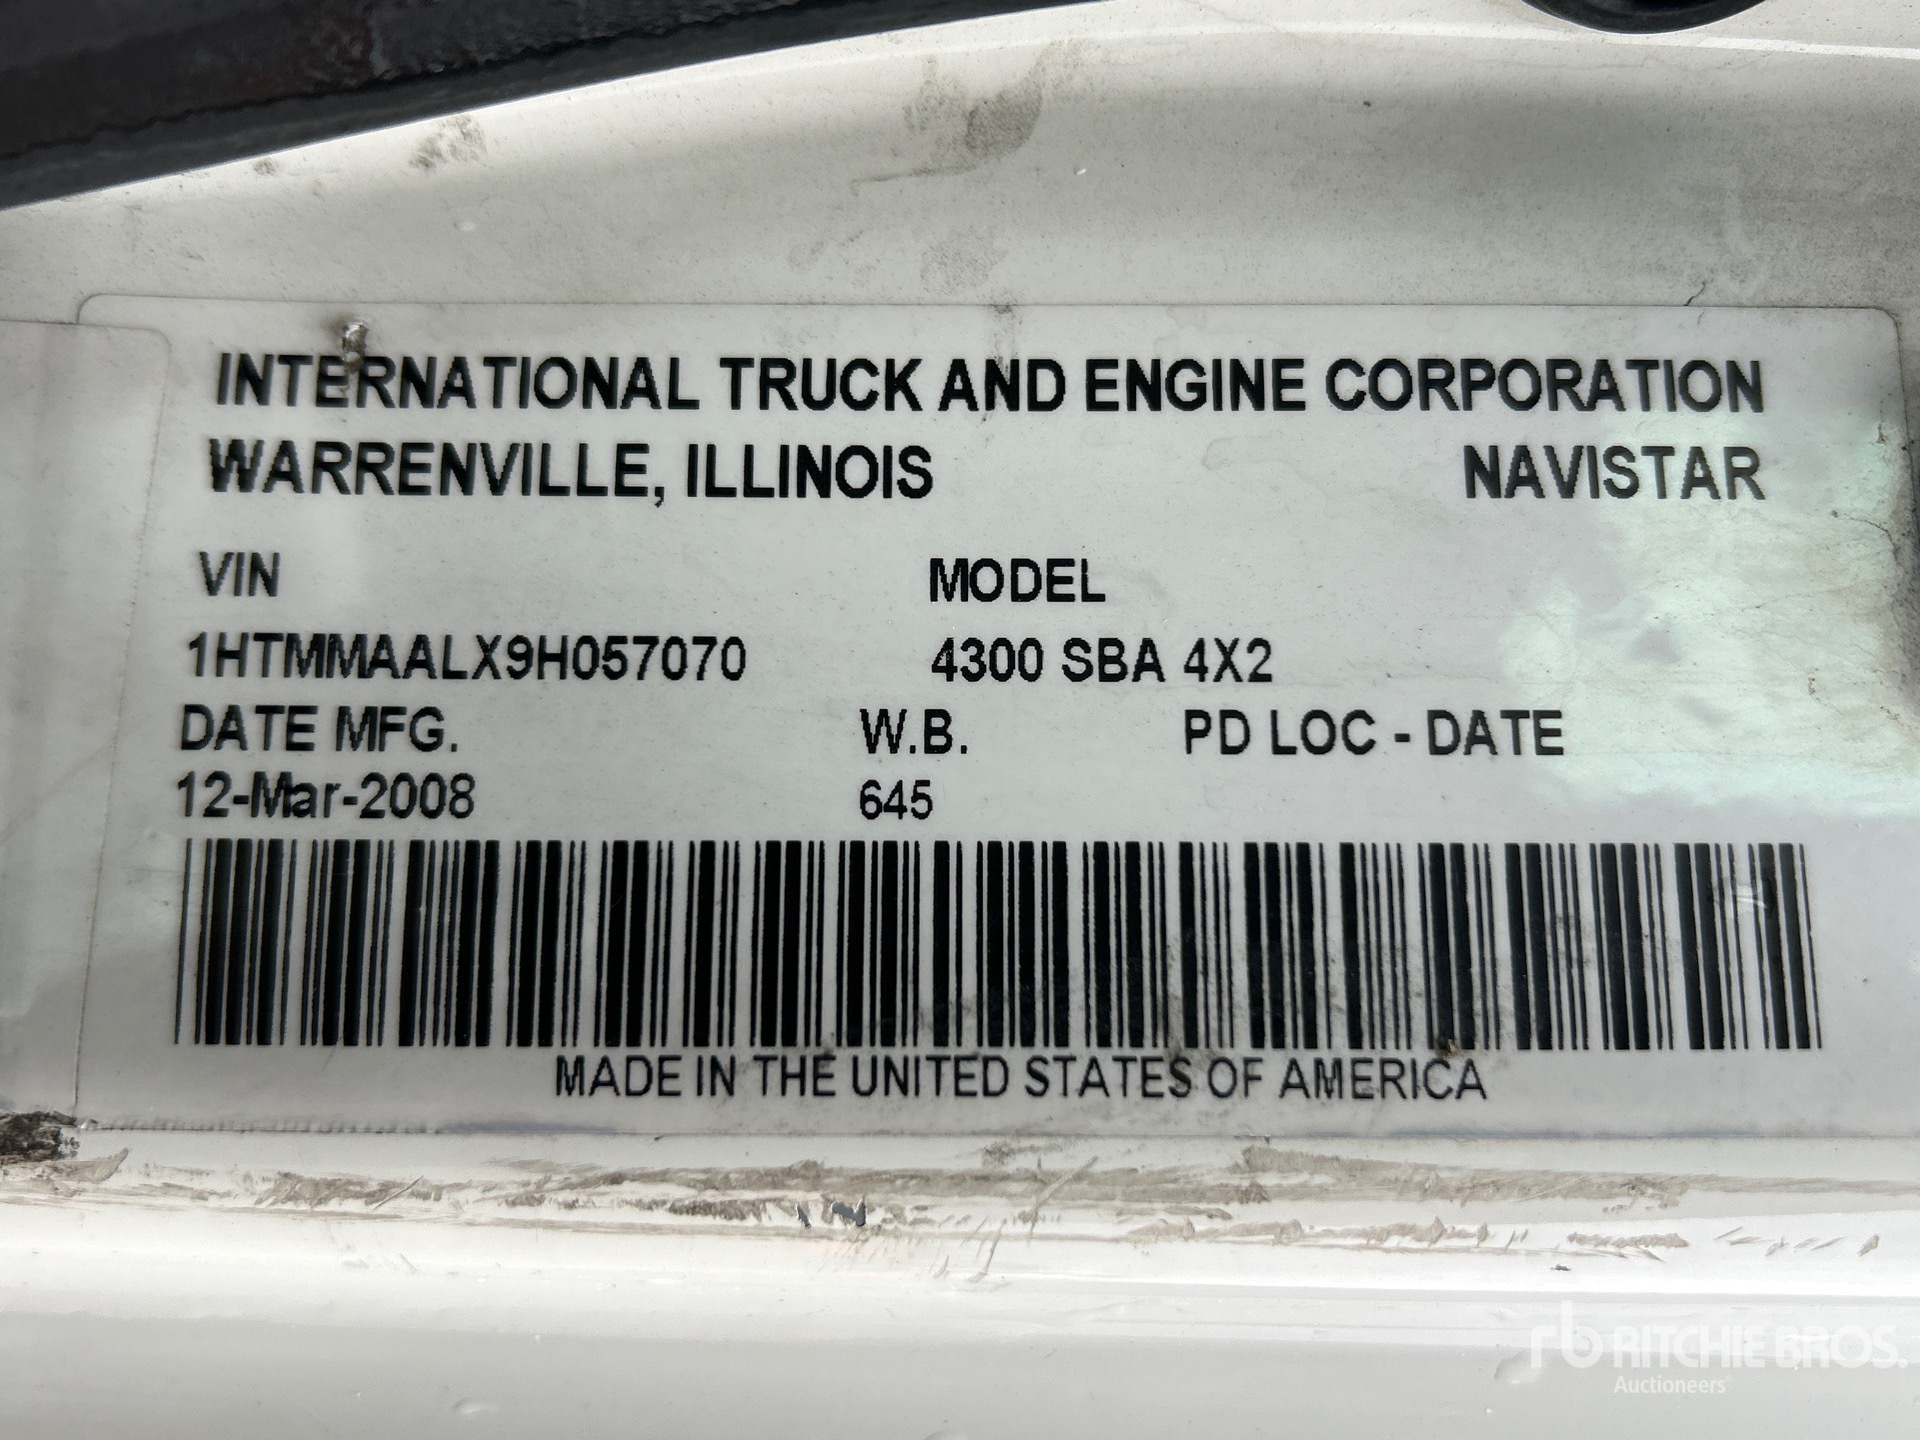 INTERNATIONAL TRUCK AND ENGINE CORPORATION
WARRENVILLE, ILLINOIS NAVISTAR
VIN MODEL
1HTMMAALX9H057070 4300 SBA 4X2
DATE MFG. W.B. PD LOC - DATE
12-Mar-2008 645
MADE IN THE UNITED STATES OF AMERICA
rb RITCHIE BROS.
Auctioneers